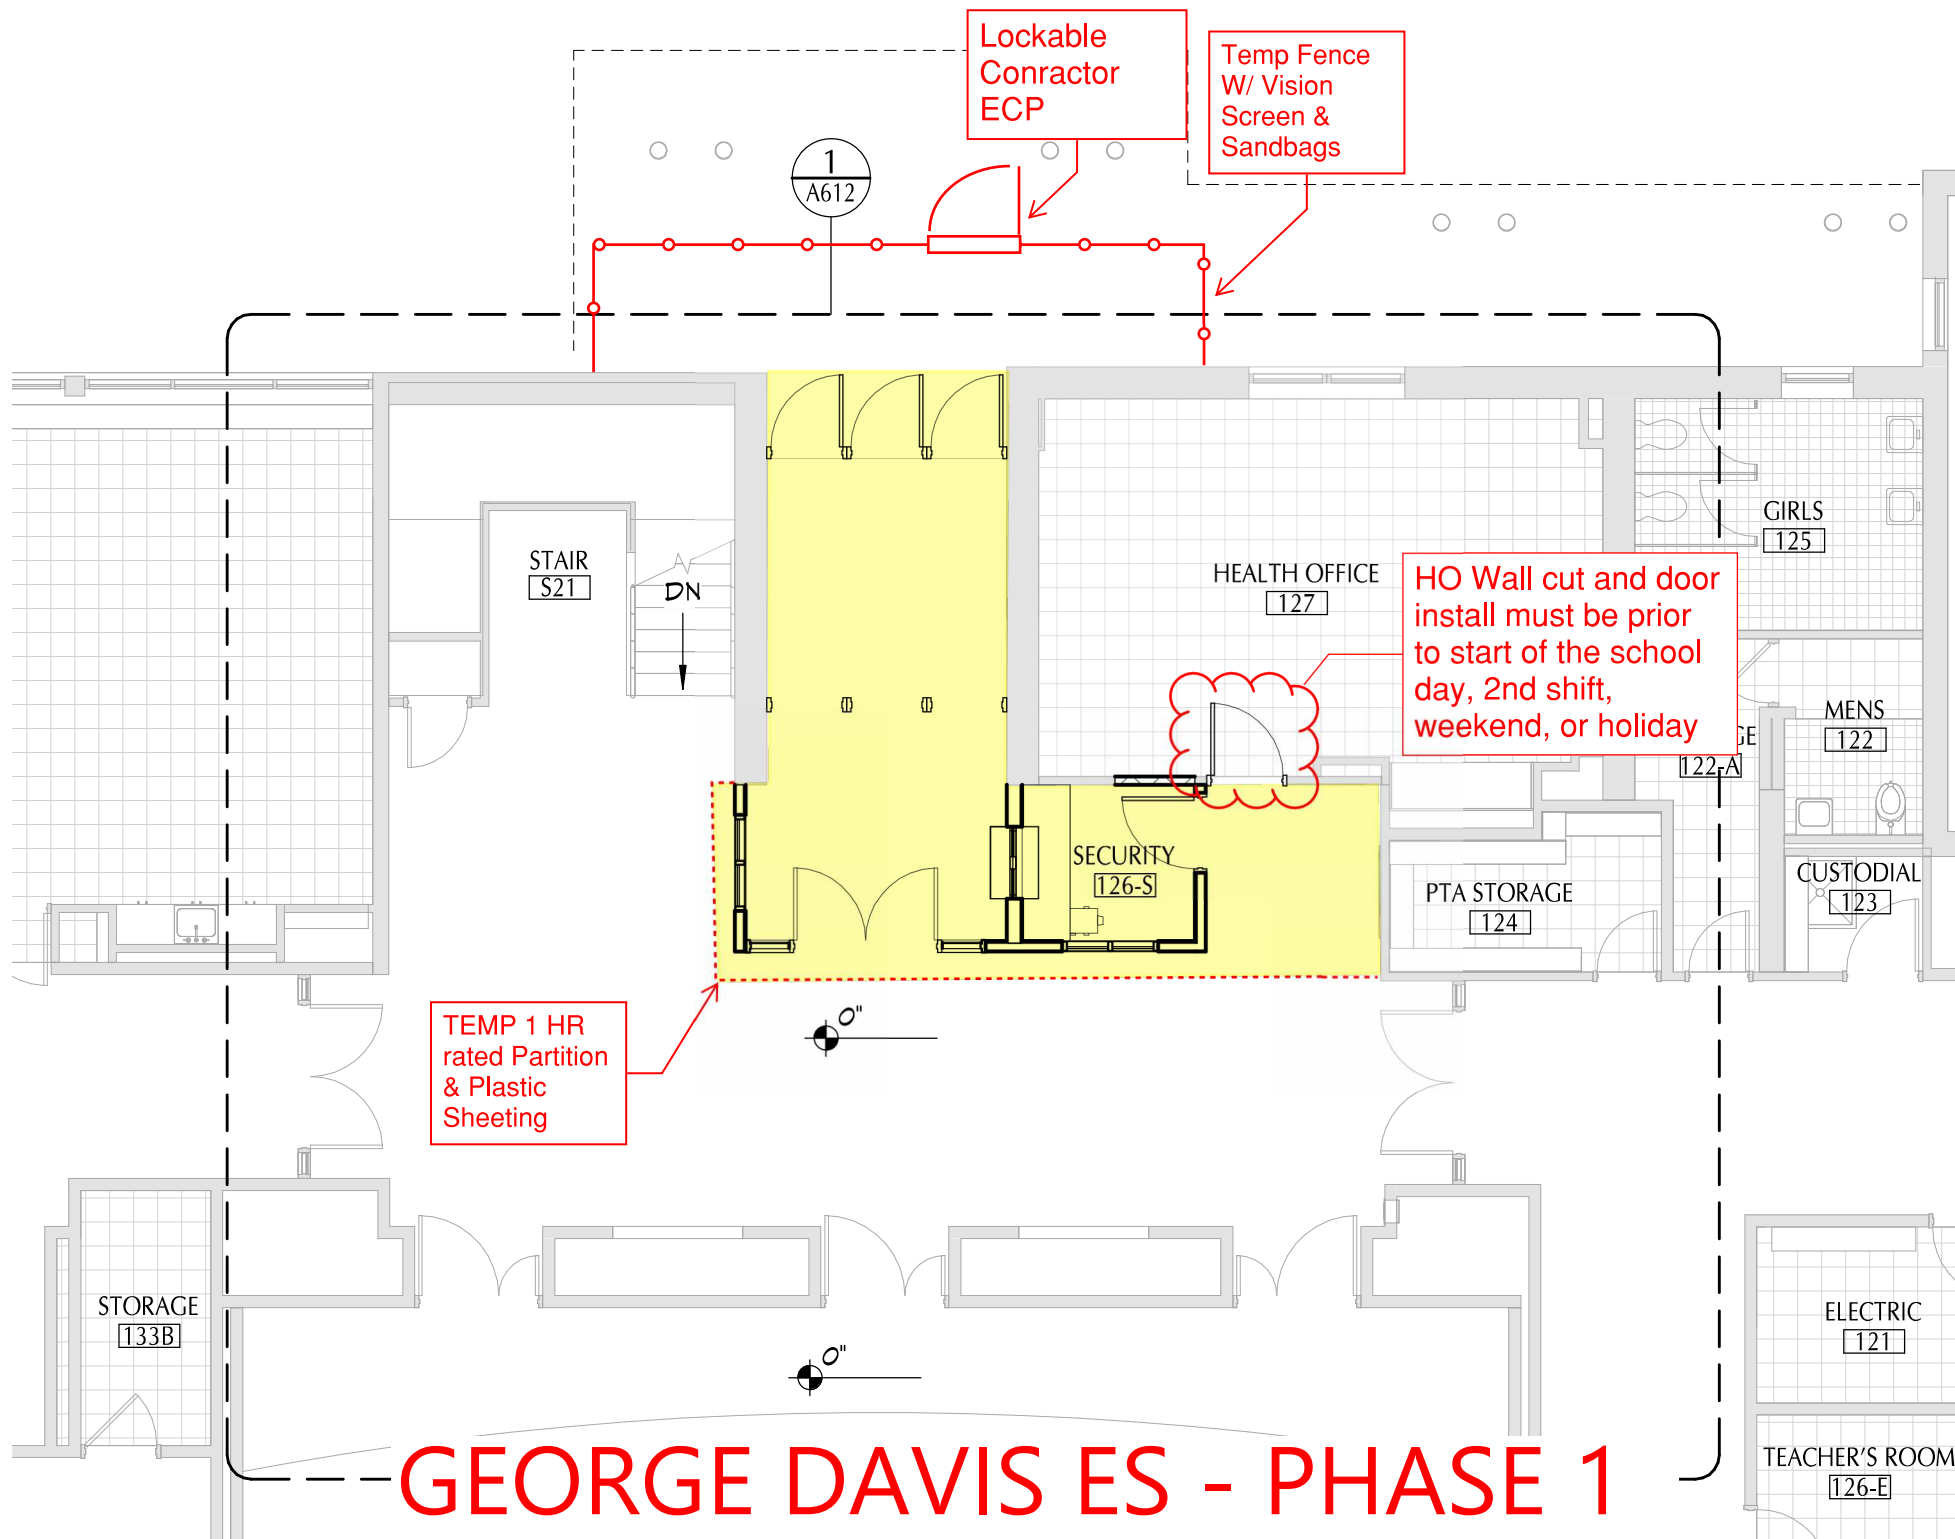 Lockable
Conractor
ECP
Temp Fence
W/ Vision
Screen &
Sandbags
1
A612
GIRLS
125
STAIR
S21
DN
HEALTH OFFICE
127
HO Wall cut and door
install must be prior
to start of the school
day, 2nd shift,
weekend, or holiday
MENS
122
GE
122-A
SECURITY
126-S
PTA STORAGE
124
CUSTODIAL
123
TEMP 1 HR
rated Partition
& Plastic
Sheeting
0"
STORAGE
133B
ELECTRIC
121
0"
GEORGE DAVIS ES - PHASE 1
TEACHER'S ROOM
126-E